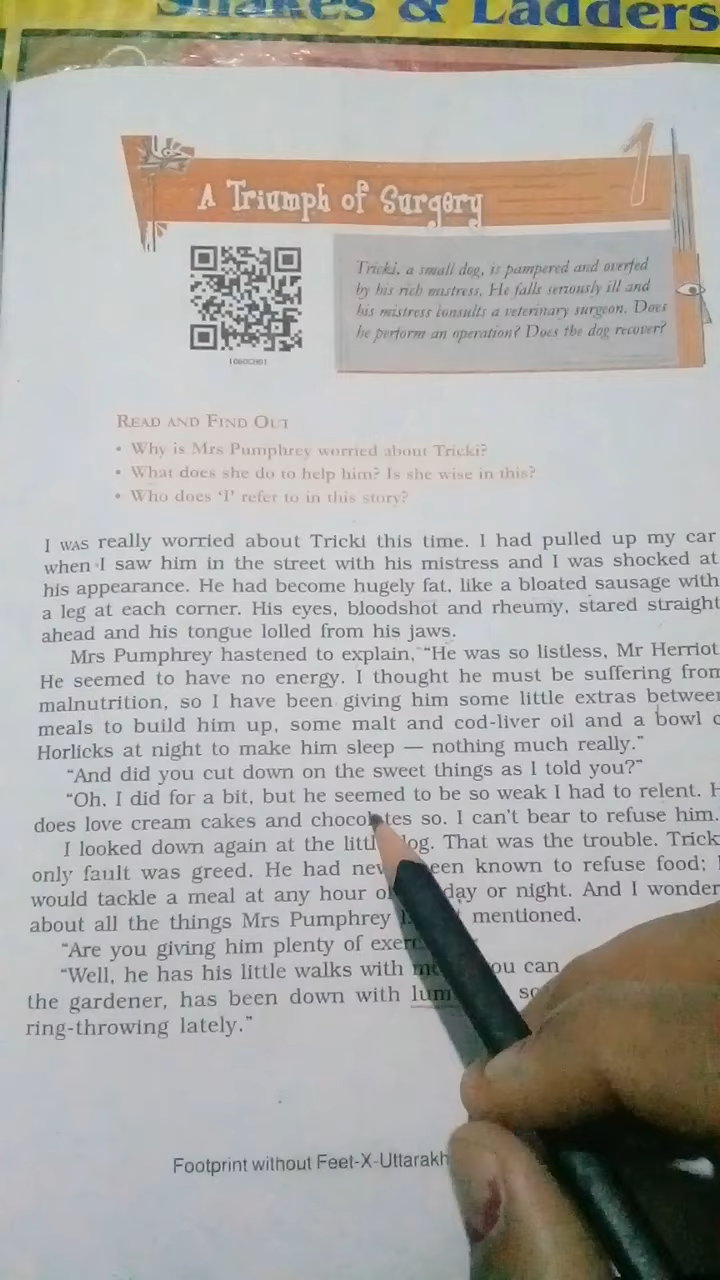 Snakes & Ladders
1
A Triumph of Surgery
Tricki, a small dog, is pampered and overfed
by his rich mistress. He falls seriously ill and
his mistress consults a veterinary surgeon. Does
he perform an operation? Does the dog recover?
READ AND FIND OUT
• Why is Mrs Pumphrey worried about Tricki?
• What does she do to help him? Is she wise in this?
• Who does 'I' refer to in this story?
I WAS really worried about Tricki this time. I had pulled up my car
when I saw him in the street with his mistress and I was shocked at
his appearance. He had become hugely fat, like a bloated sausage with
a leg at each corner. His eyes, bloodshot and rheumy, stared straight
ahead and his tongue lolled from his jaws.
Mrs Pumphrey hastened to explain, “He was so listless, Mr Herriot
He seemed to have no energy. I thought he must be suffering from
malnutrition, so I have been giving him some little extras between
meals to build him up, some malt and cod-liver oil and a bowl
Horlicks at night to make him sleep — nothing much really.”
“And did you cut down on the sweet things as I told you?”
“Oh, I did for a bit, but he seemed to be so weak I had to relent.
does love cream cakes and chocolates so. I can't bear to refuse him.
I looked down again at the little dog. That was the trouble. Trick
only fault was greed. He had been known to refuse food;
would tackle a meal at any hour day or night. And I wonder
about all the things Mrs Pumphrey mentioned.
“Are you giving him plenty of
“Well, he has his little walks with you can
the gardener, has been down with lum
ring-throwing lately.”
Footprint without Feet-X-Uttarakh